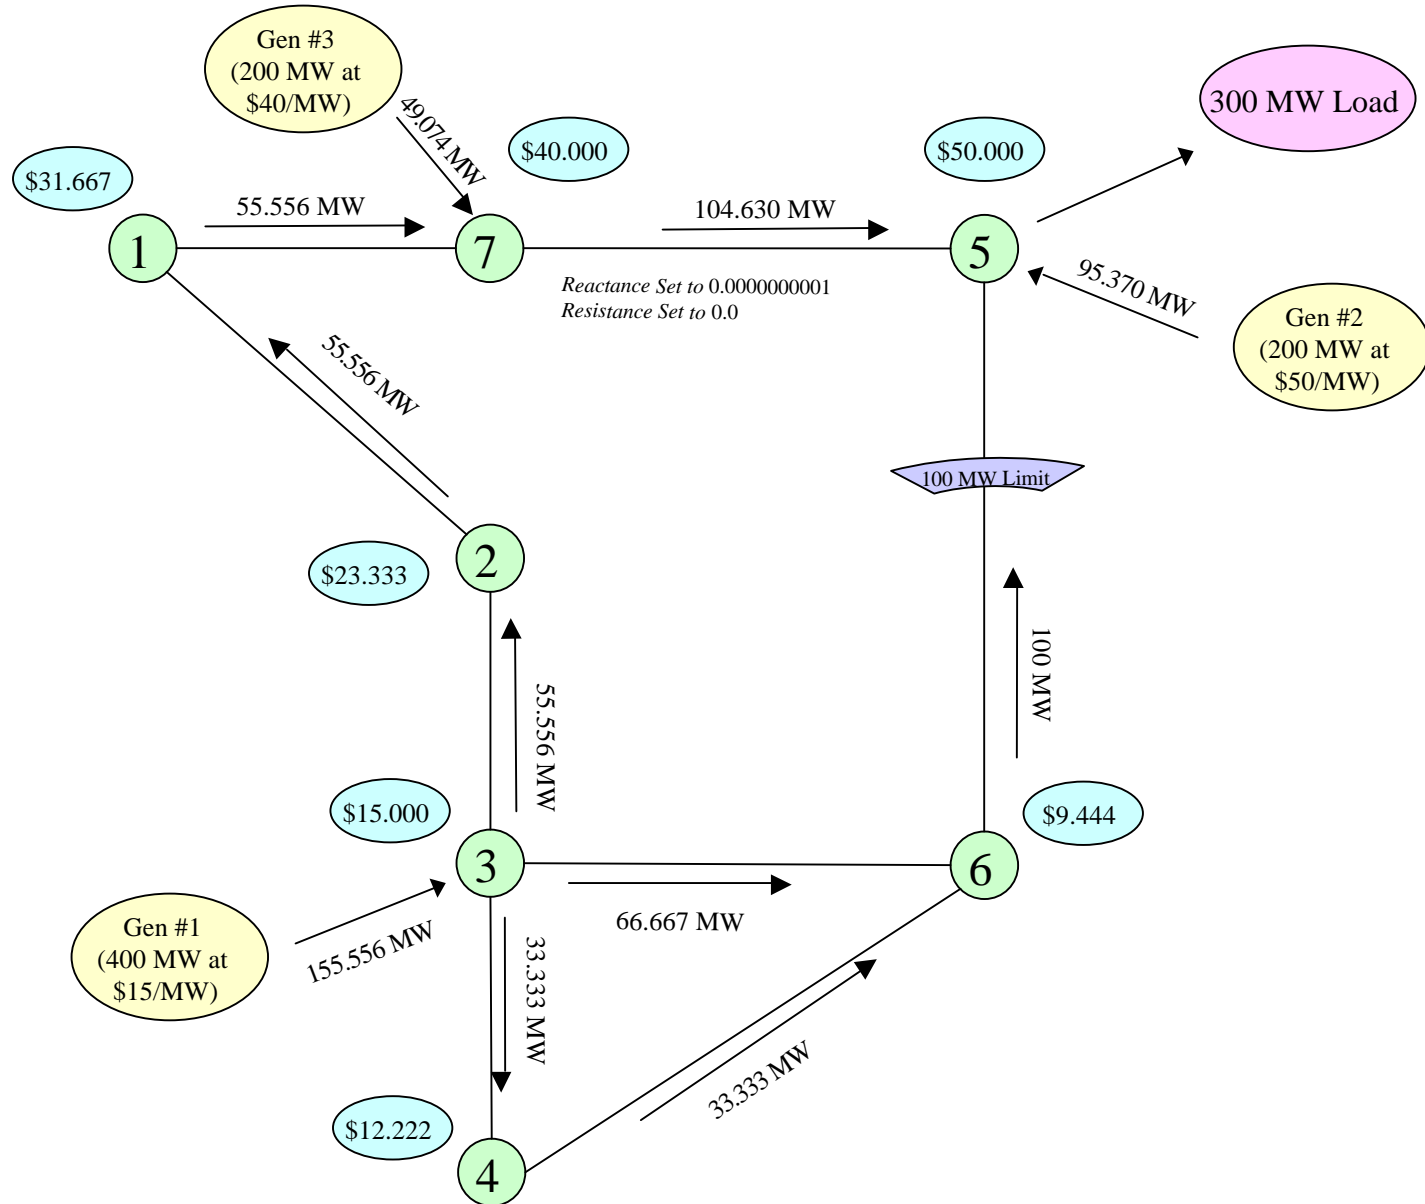 Gen #3
(200 MW at
$40/MW)
49.074 MW
300 MW Load
$31.667
$40.000
$50.000
55.556 MW
104.630 MW
1
7
5
Reactance Set to 0.0000000001
Resistance Set to 0.0
95.370 MW
Gen #2
(200 MW at
$50/MW)
55.556 MW
100 MW Limit
2
$23.333
55.556 MW
100 MW
$15.000
$9.444
3
6
66.667 MW
Gen #1
(400 MW at
$15/MW)
155.556 MW
33.333 MW
33.333 MW
$12.222
4